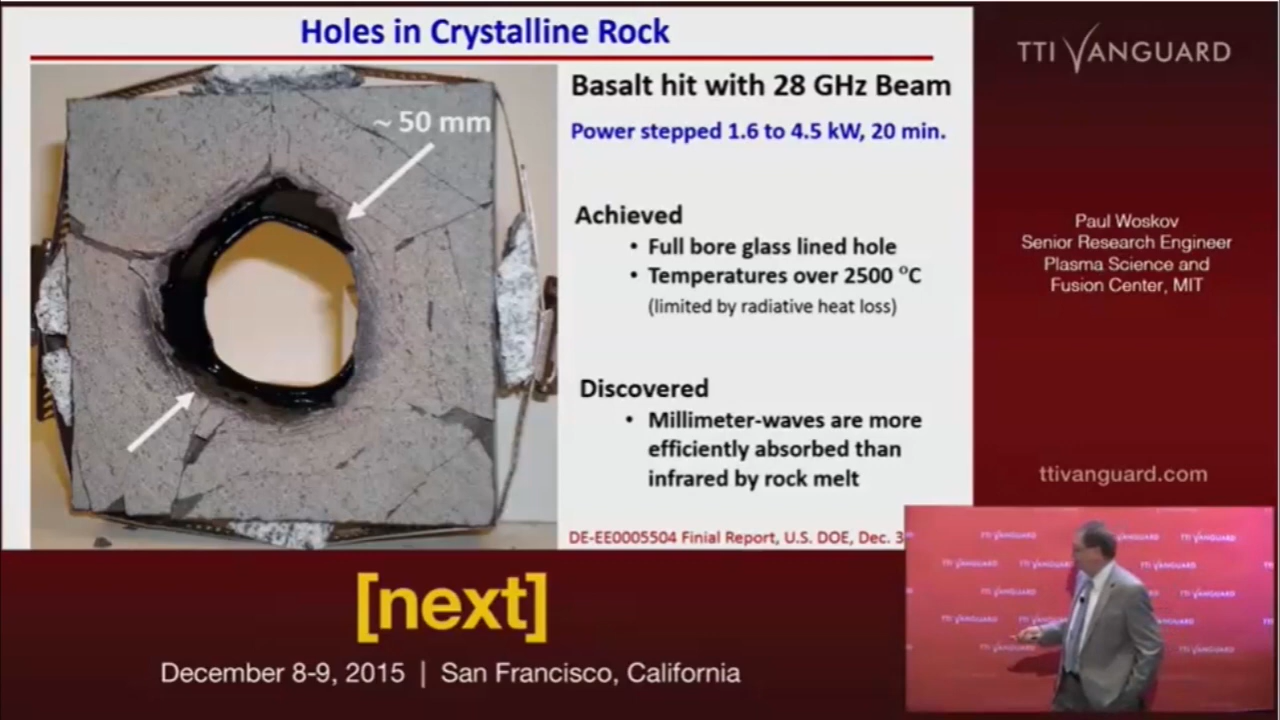 Holes in Crystalline Rock
~ 50 mm
Basalt hit with 28 GHz Beam
Power stepped 1.6 to 4.5 kW, 20 min.
Achieved
• Full bore glass lined hole
• Temperatures over 2500 °C
(limited by radiative heat loss)
Discovered
• Millimeter-waves are more
efficiently absorbed than
infrared by rock melt
DE-EE0005504 Finial Report, U.S. DOE, Dec. 3
TTI VANGUARD
Paul Woskov
Senior Research Engineer
Plasma Science and
Fusion Center, MIT
ttivanguard.com
[next]
December 8-9, 2015 | San Francisco, California
TTI VANGUARD